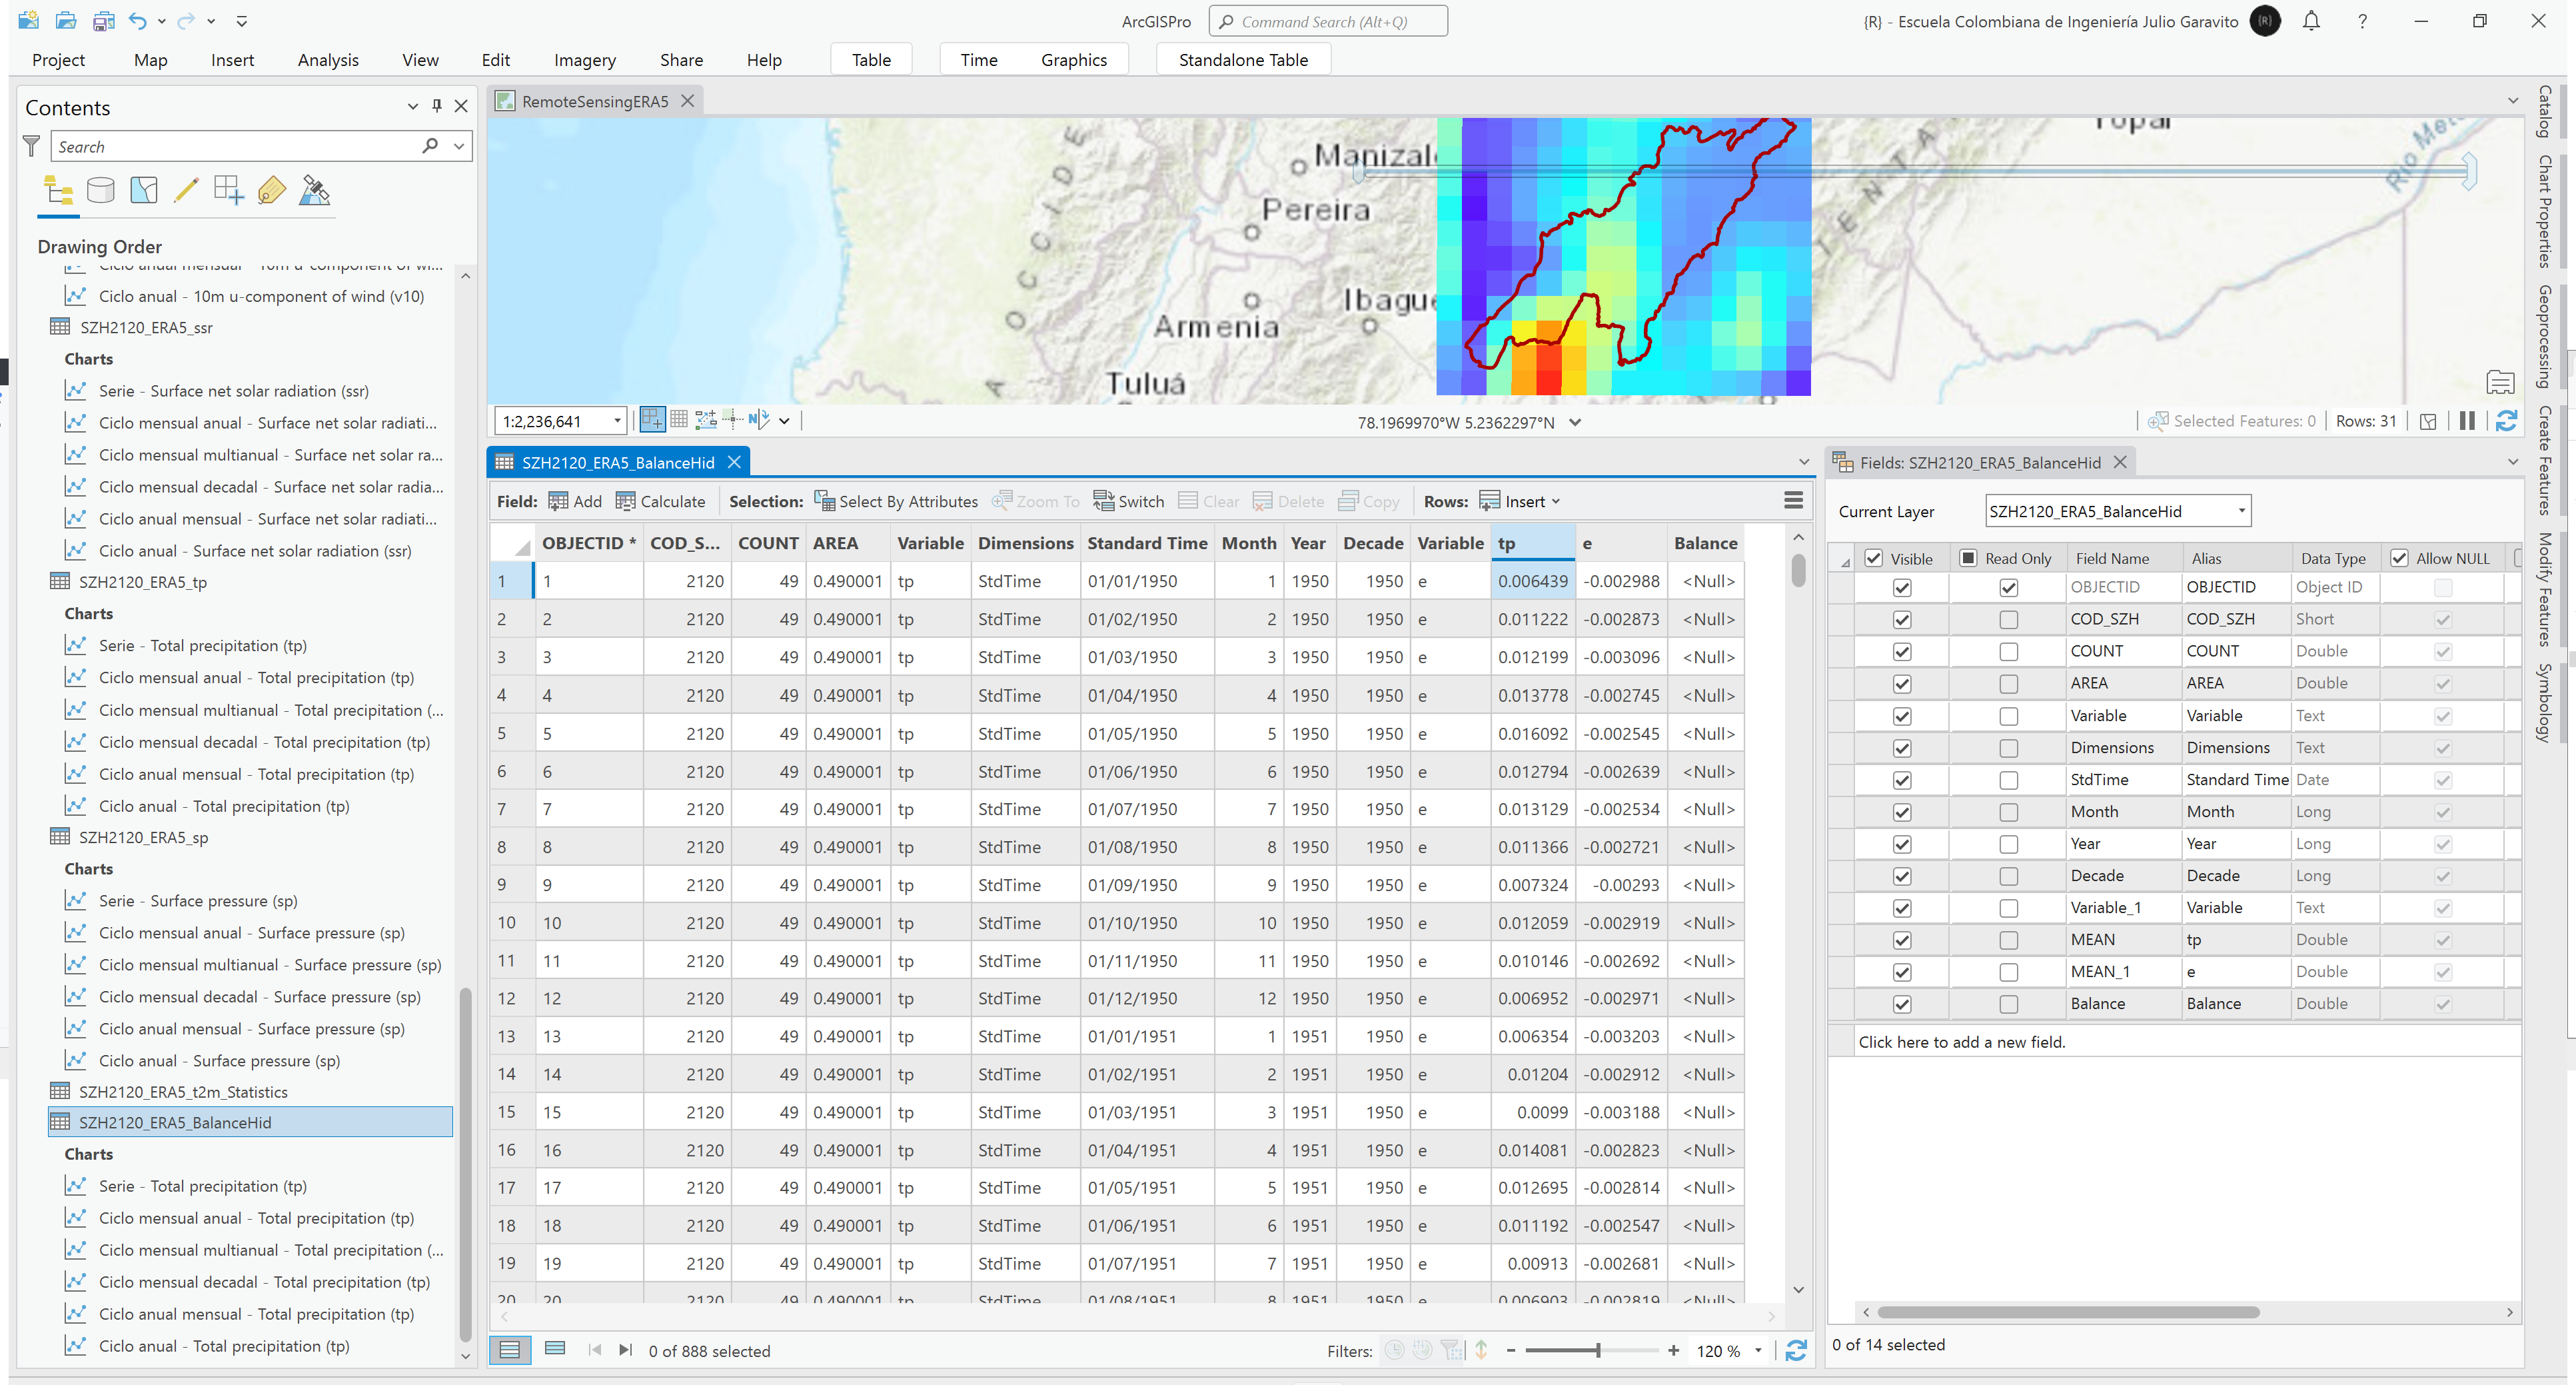 ArcGISPro
Command Search (Alt+Q)
{R} - Escuela Colombiana de Ingeniería Julio Garavito
{R}
?
Project Map Insert Analysis View Edit Imagery Share Help Table Time Graphics Standalone Table
Contents
Search
Drawing Order
Ciclo anual mensual - 10m u-component of wi...
Ciclo anual - 10m u-component of wind (v10)
SZH2120_ERA5_ssr
Charts
Serie - Surface net solar radiation (ssr)
Ciclo mensual anual - Surface net solar radiati...
Ciclo mensual multianual - Surface net solar ra...
Ciclo mensual decadal - Surface net solar radia...
Ciclo anual mensual - Surface net solar radiati...
Ciclo anual - Surface net solar radiation (ssr)
SZH2120_ERA5_tp
Charts
Serie - Total precipitation (tp)
Ciclo mensual anual - Total precipitation (tp)
Ciclo mensual multianual - Total precipitation (...
Ciclo mensual decadal - Total precipitation (tp)
Ciclo anual mensual - Total precipitation (tp)
Ciclo anual - Total precipitation (tp)
SZH2120_ERA5_sp
Charts
Serie - Surface pressure (sp)
Ciclo mensual anual - Surface pressure (sp)
Ciclo mensual multianual - Surface pressure (sp)
Ciclo mensual decadal - Surface pressure (sp)
Ciclo anual mensual - Surface pressure (sp)
Ciclo anual - Surface pressure (sp)
SZH2120_ERA5_t2m_Statistics
SZH2120_ERA5_BalanceHid
Charts
Serie - Total precipitation (tp)
Ciclo mensual anual - Total precipitation (tp)
Ciclo mensual multianual - Total precipitation (...
Ciclo mensual decadal - Total precipitation (tp)
Ciclo anual mensual - Total precipitation (tp)
Ciclo anual - Total precipitation (tp)
RemoteSensingERA5
Manizal
Pereira
Ibague
Armenia
Tuluá
OCCIDE
A
ENTA
Yopal
Río Meta
1:2,236,641
78.1969970°W 5.2362297°N
Selected Features: 0
Rows: 31
SZH2120_ERA5_BalanceHid
Field: Add Calculate Selection: Select By Attributes Zoom To Switch Clear Delete Copy Rows: Insert
OBJECTID * COD_S... COUNT AREA Variable Dimensions Standard Time Month Year Decade Variable tp e Balance
1 1 2120 49 0.490001 tp StdTime 01/01/1950 1 1950 1950 e 0.006439 -0.002988 <Null>
2 2 2120 49 0.490001 tp StdTime 01/02/1950 2 1950 1950 e 0.011222 -0.002873 <Null>
3 3 2120 49 0.490001 tp StdTime 01/03/1950 3 1950 1950 e 0.012199 -0.003096 <Null>
4 4 2120 49 0.490001 tp StdTime 01/04/1950 4 1950 1950 e 0.013778 -0.002745 <Null>
5 5 2120 49 0.490001 tp StdTime 01/05/1950 5 1950 1950 e 0.016092 -0.002545 <Null>
6 6 2120 49 0.490001 tp StdTime 01/06/1950 6 1950 1950 e 0.012794 -0.002639 <Null>
7 7 2120 49 0.490001 tp StdTime 01/07/1950 7 1950 1950 e 0.013129 -0.002534 <Null>
8 8 2120 49 0.490001 tp StdTime 01/08/1950 8 1950 1950 e 0.011366 -0.002721 <Null>
9 9 2120 49 0.490001 tp StdTime 01/09/1950 9 1950 1950 e 0.007324 -0.00293 <Null>
10 10 2120 49 0.490001 tp StdTime 01/10/1950 10 1950 1950 e 0.012059 -0.002919 <Null>
11 11 2120 49 0.490001 tp StdTime 01/11/1950 11 1950 1950 e 0.010146 -0.002692 <Null>
12 12 2120 49 0.490001 tp StdTime 01/12/1950 12 1950 1950 e 0.006952 -0.002971 <Null>
13 13 2120 49 0.490001 tp StdTime 01/01/1951 1 1951 1950 e 0.006354 -0.003203 <Null>
14 14 2120 49 0.490001 tp StdTime 01/02/1951 2 1951 1950 e 0.01204 -0.002912 <Null>
15 15 2120 49 0.490001 tp StdTime 01/03/1951 3 1951 1950 e 0.0099 -0.003188 <Null>
16 16 2120 49 0.490001 tp StdTime 01/04/1951 4 1951 1950 e 0.014081 -0.002823 <Null>
17 17 2120 49 0.490001 tp StdTime 01/05/1951 5 1951 1950 e 0.012695 -0.002814 <Null>
18 18 2120 49 0.490001 tp StdTime 01/06/1951 6 1951 1950 e 0.011192 -0.002547 <Null>
19 19 2120 49 0.490001 tp StdTime 01/07/1951 7 1951 1950 e 0.00913 -0.002681 <Null>
20 20 2120 49 0.490001 tp StdTime 01/08/1951 8 1951 1950 e 0.006903 -0.002819 <Null>
0 of 888 selected
Filters:
120 %
Fields: SZH2120_ERA5_BalanceHid
Current Layer SZH2120_ERA5_BalanceHid
Visible Read Only Field Name Alias Data Type Allow NULL
OBJECTID OBJECTID Object ID
COD_SZH COD_SZH Short
COUNT COUNT Double
AREA AREA Double
Variable Variable Text
Dimensions Dimensions Text
StdTime Standard Time Date
Month Month Long
Year Year Long
Decade Decade Long
Variable_1 Variable Text
MEAN tp Double
MEAN_1 e Double
Balance Balance Double
Click here to add a new field.
0 of 14 selected
Catalog
Chart Properties
Geoprocessing
Create Features
Modify Features
Symbology